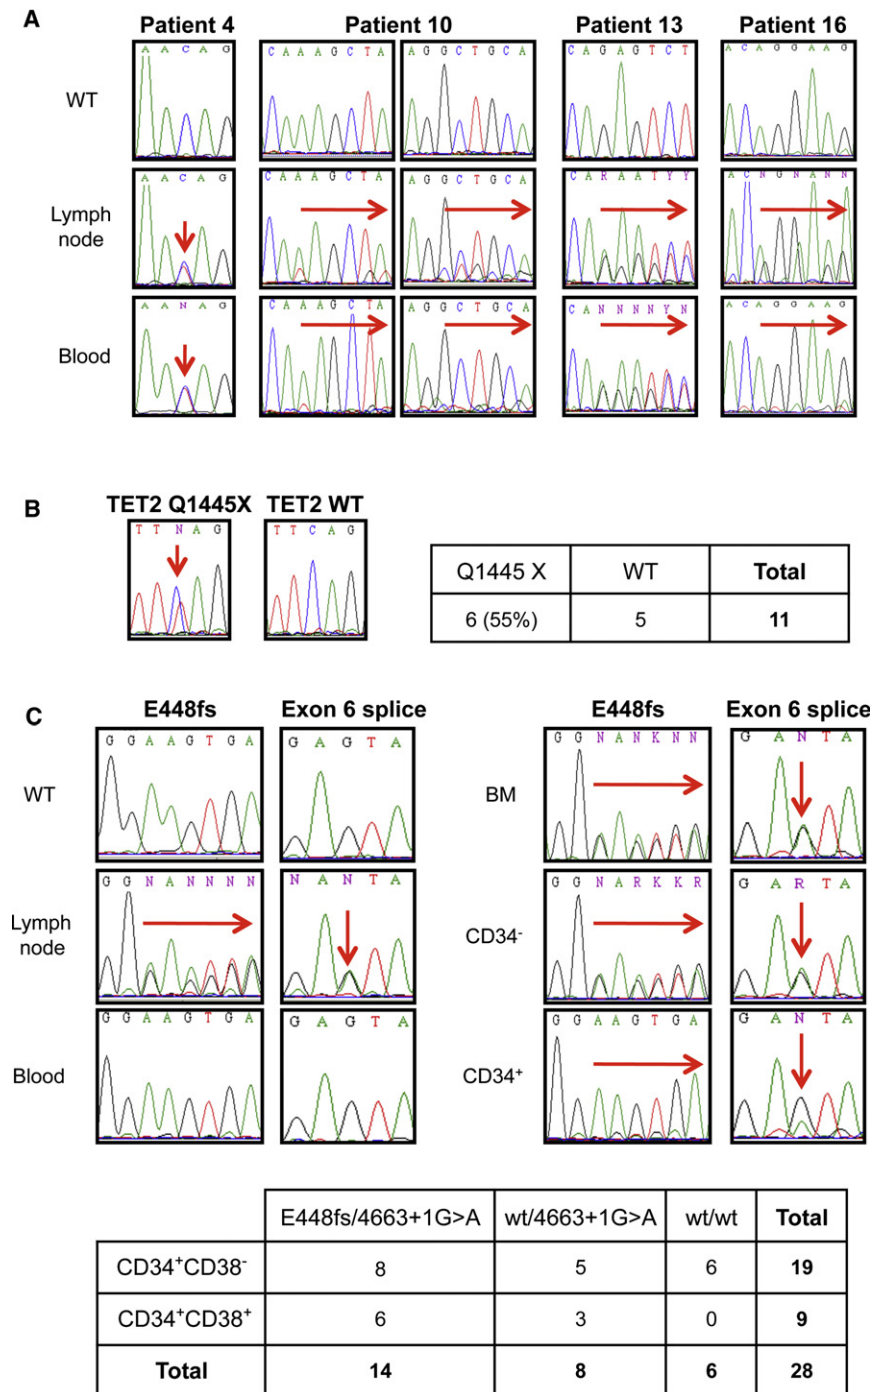 A
Patient 4 Patient 10 Patient 13 Patient 16
WT
A A C A G
C A A A G C T A
A G G C T G C A
C A G A G T C T
A C A G G A A G
Lymph node
A A C A G
C A A A G C T A
A G G C T G C A
C A R A A T Y Y
A C N G N A N N
Blood
A A N A G
C A A A G C T A
A G G C T G C A
C A N N N N Y N
A C A G G A A G
B
TET2 Q1445X TET2 WT
T T N A G
T T C A G
Q1445 X WT Total
6 (55%) 5 11
C
E448fs Exon 6 splice E448fs Exon 6 splice
WT
G G A A G T G A
G A G T A
BM
G G N A N K N N
G A N T A
Lymph node
G G N A N N N N
N A N T A
CD34-
G G N A R K K R
G A R T A
Blood
G G A A G T G A
G A G T A
CD34+
G G A A G T G A
G A N T A
E448fs/4663+1G>A wt/4663+1G>A wt/wt Total
CD34+CD38- 8 5 6 19
CD34+CD38+ 6 3 0 9
Total 14 8 6 28